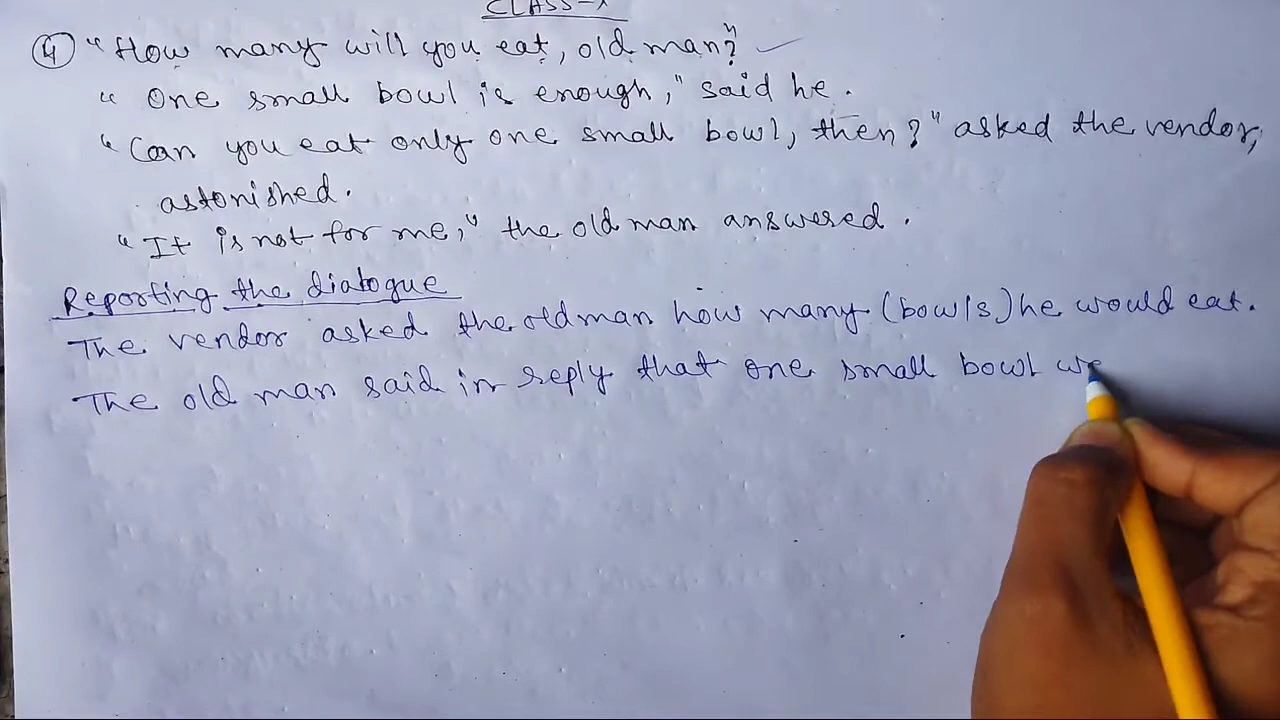 CLASS-X
④ "How many will you eat, old man?"
" One small bowl is enough," said he.
"Can you eat only one small bowl, then?" asked the vendor,
astonished.
"It is not for me," the old man answered.
Reporting the dialogue
The vendor asked the old man how many (bowls) he would eat.
The old man said in reply that one small bowl